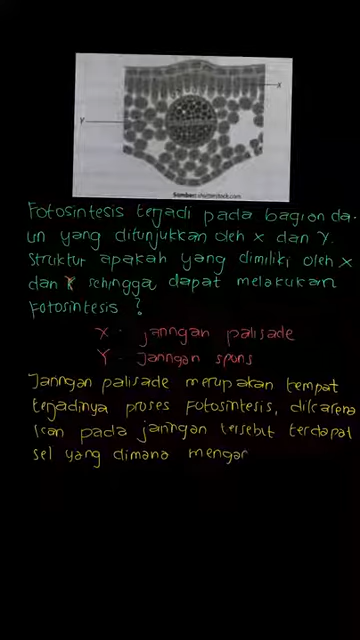 X
Y
Sumber: shutterstock.com
Fotosintesis terjadi pada bagian da-
un yang ditunjukkan oleh X dan Y.
Struktur apakah yang dimiliki oleh X
dan Y sehingga dapat melakukan
Fotosintesis ?
X : jaringan palisade
Y : Jaringan spons
Jaringan palisade merupakan tempat
terjadinya proses fotosintesis, dikarena
kan pada jaringan tersebut terdapat
sel yang dimana mengar